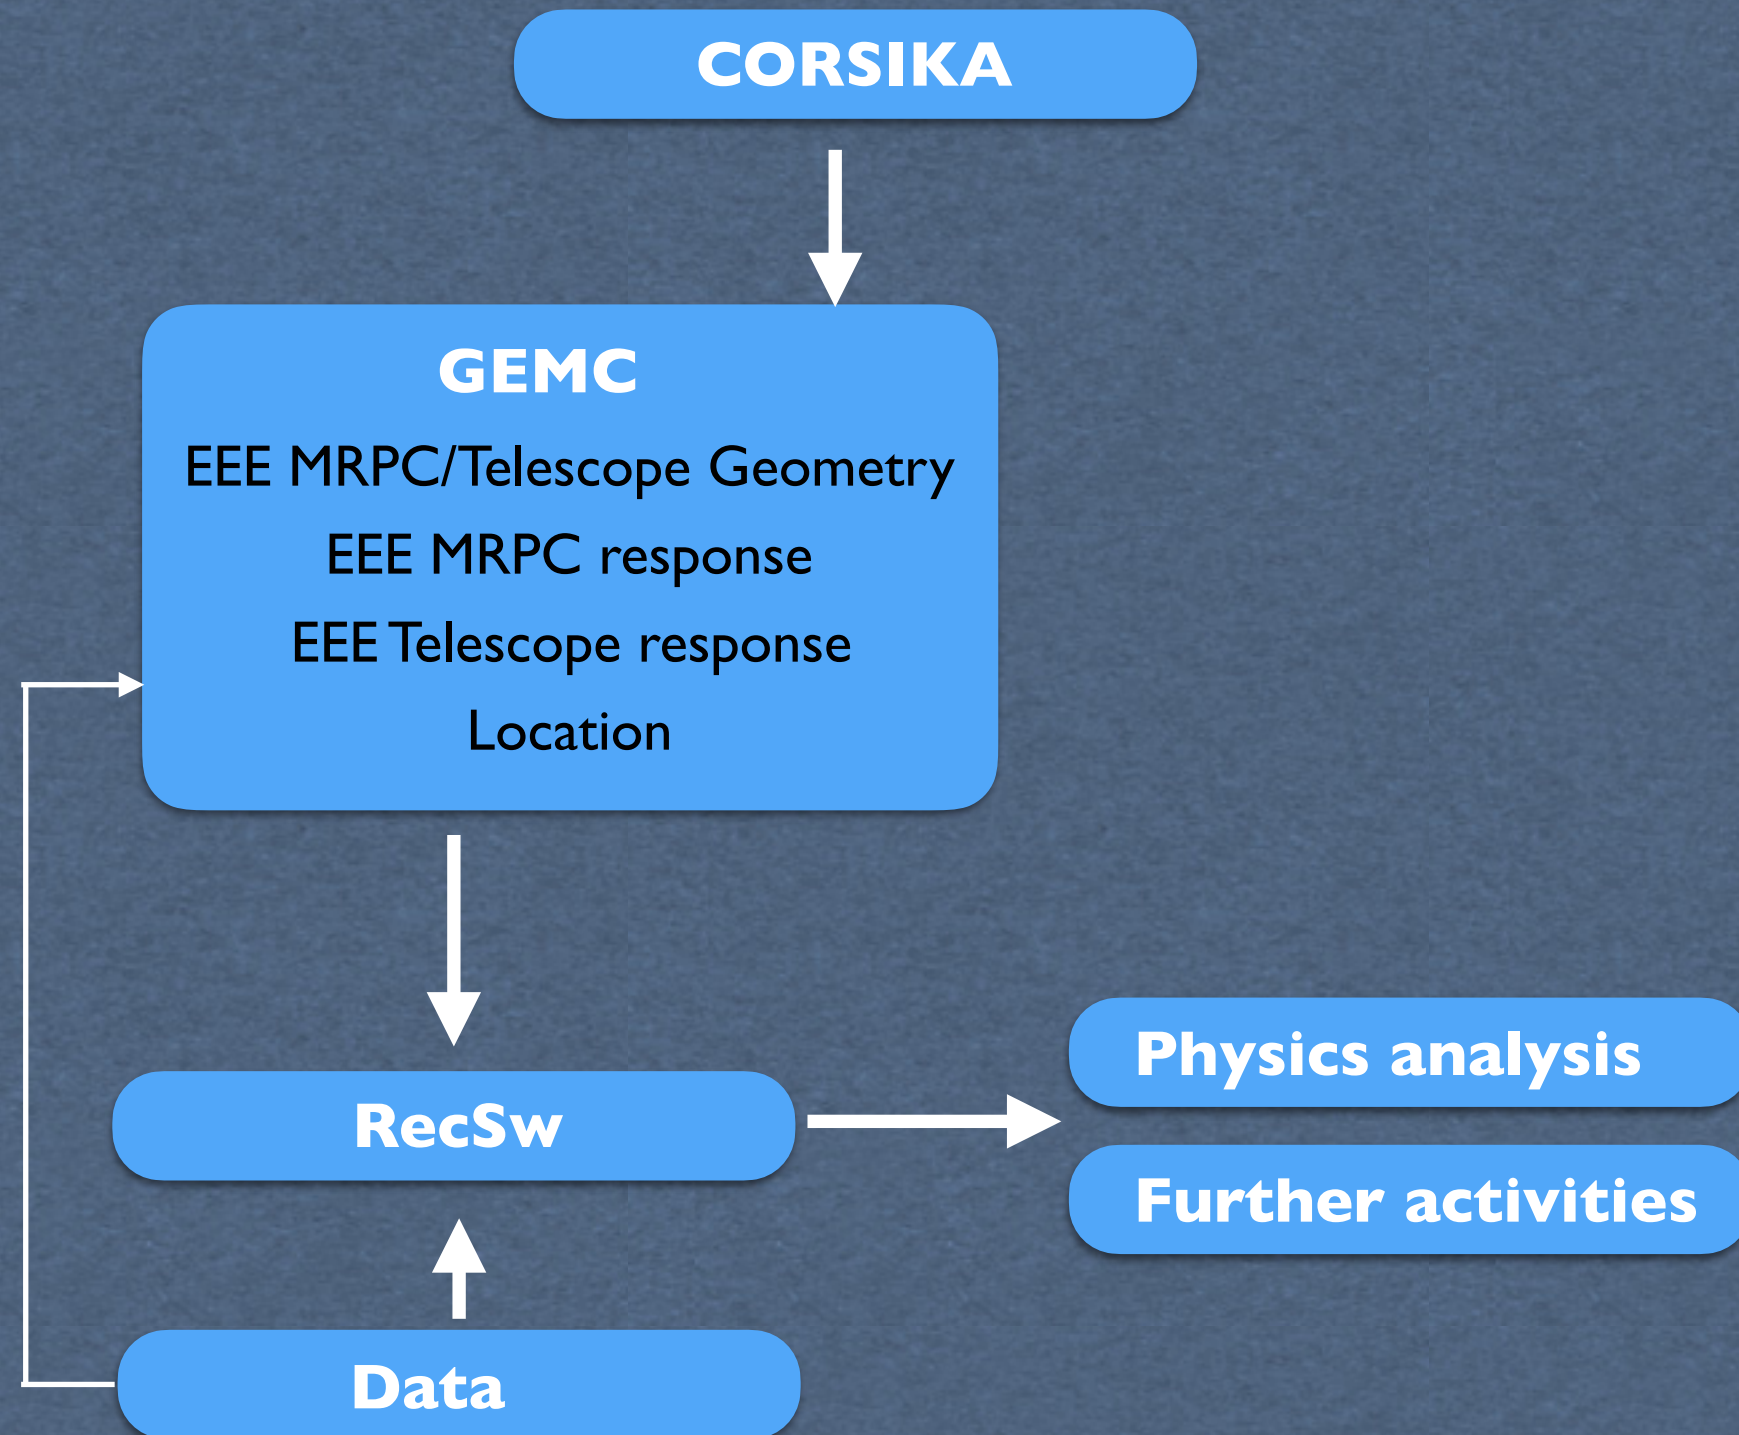 CORSIKA
GEMC
EEE MRPC/Telescope Geometry
EEE MRPC response
EEE Telescope response
Location
Physics analysis
RecSw
Further activities
Data